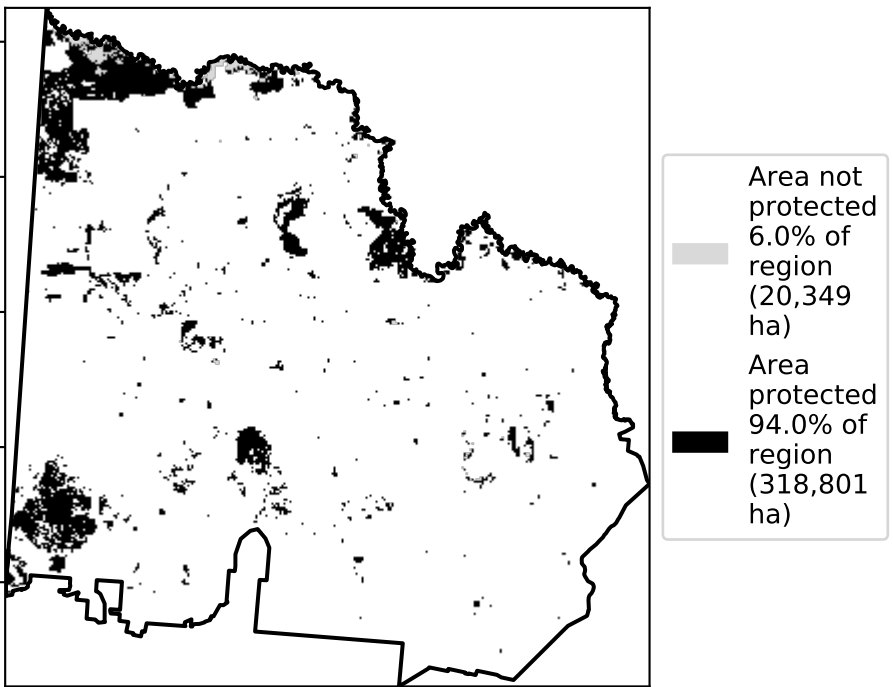 Area not
protected
6.0% of
region
(20,349
ha)
Area
protected
94.0% of
region
(318,801
ha)